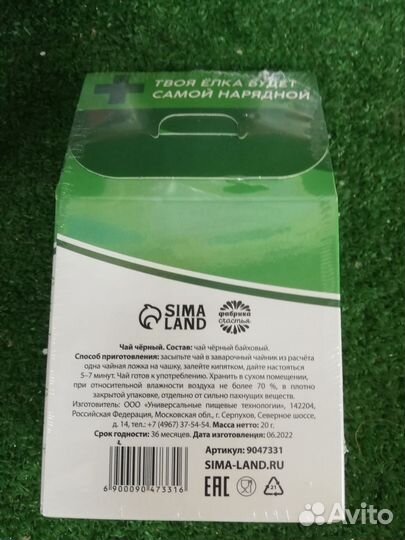 ТВОЯ ЁЛКА БУДЕТ
САМОЙ НАРЯДНОЙ
SIMA
LAND
фабрика
счастья
Чай чёрный. Состав: чай чёрный байховый.
Способ приготовления: засыпьте чай в заварочный чайник из расчёта
одна чайная ложка на чашку, залейте кипятком, дайте настояться
5–7 минут. Чай готов к употреблению. Хранить в сухом помещении,
при относительной влажности воздуха не более 70 %, в плотно
закрытой упаковке, отдельно от сильно пахнущих веществ.
Изготовитель: ООО «Универсальные пищевые технологии», 142204,
Российская Федерация, Московская обл., г. Серпухов, Северное шоссе,
д. 14, тел.: +7 (4967) 37-54-54. Масса нетто: 20 г.
Срок годности: 36 месяцев. Дата изготовления: 06.2022
Артикул: 9047331
SIMA-LAND.RU
6 900090 473316
EAC
21
Avito